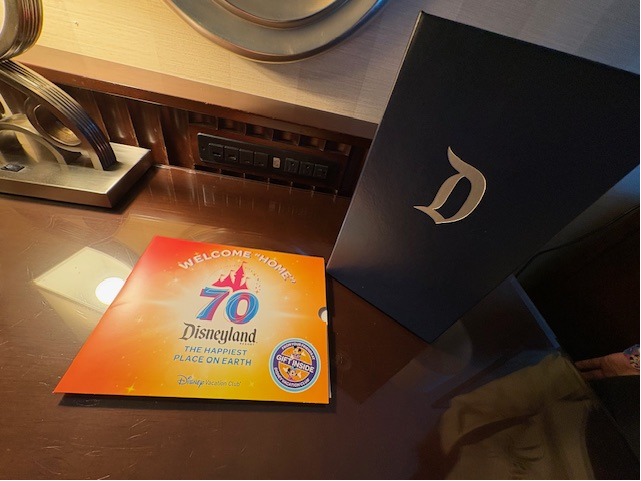 WELCOME "HOME"
70
Disneyland
THE HAPPIEST
PLACE ON EARTH
Disney Vacation Club
GIFT INSIDE
D